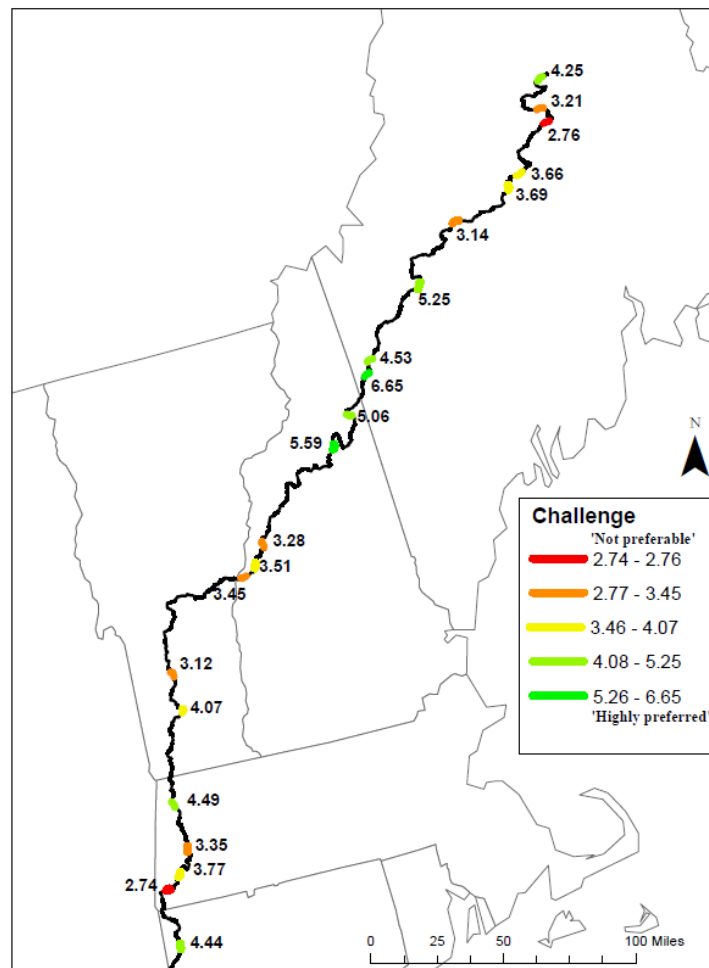 4.25
3.21
2.76
3.66
3.69
3.14
5.25
4.53
6.65
5.06
5.59
N
3.28
3.51
3.45
3.12
4.07
4.49
3.35
3.77
2.74
4.44
Challenge
'Not preferable'
2.74 - 2.76
2.77 - 3.45
3.46 - 4.07
4.08 - 5.25
5.26 - 6.65
'Highly preferred'
0 25 50 100 Miles